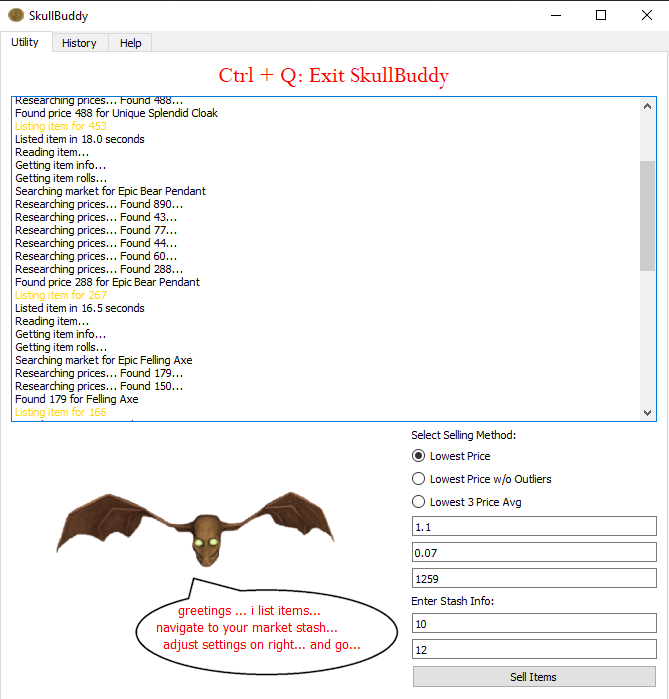 SkullBuddy
Utility
History
Help
Ctrl + Q: Exit SkullBuddy
Researching prices... Found 488...
Found price 488 for Unique Splendid Cloak
Listing item for 453
Listed item in 18.0 seconds
Reading item...
Getting item info...
Getting item rolls...
Searching market for Epic Bear Pendant
Researching prices... Found 890...
Researching prices... Found 43...
Researching prices... Found 77...
Researching prices... Found 44...
Researching prices... Found 60...
Researching prices... Found 288...
Found price 288 for Epic Bear Pendant
Listing item for 267
Listed item in 16.5 seconds
Reading item...
Getting item info...
Getting item rolls...
Searching market for Epic Felling Axe
Researching prices... Found 179...
Researching prices... Found 150...
Found 179 for Felling Axe
Listing item for 166
Select Selling Method:
Lowest Price
Lowest Price w/o Outliers
Lowest 3 Price Avg
1.1
0.07
1259
Enter Stash Info:
10
12
Sell Items
greetings ... i list items...
navigate to your market stash...
adjust settings on right... and go...